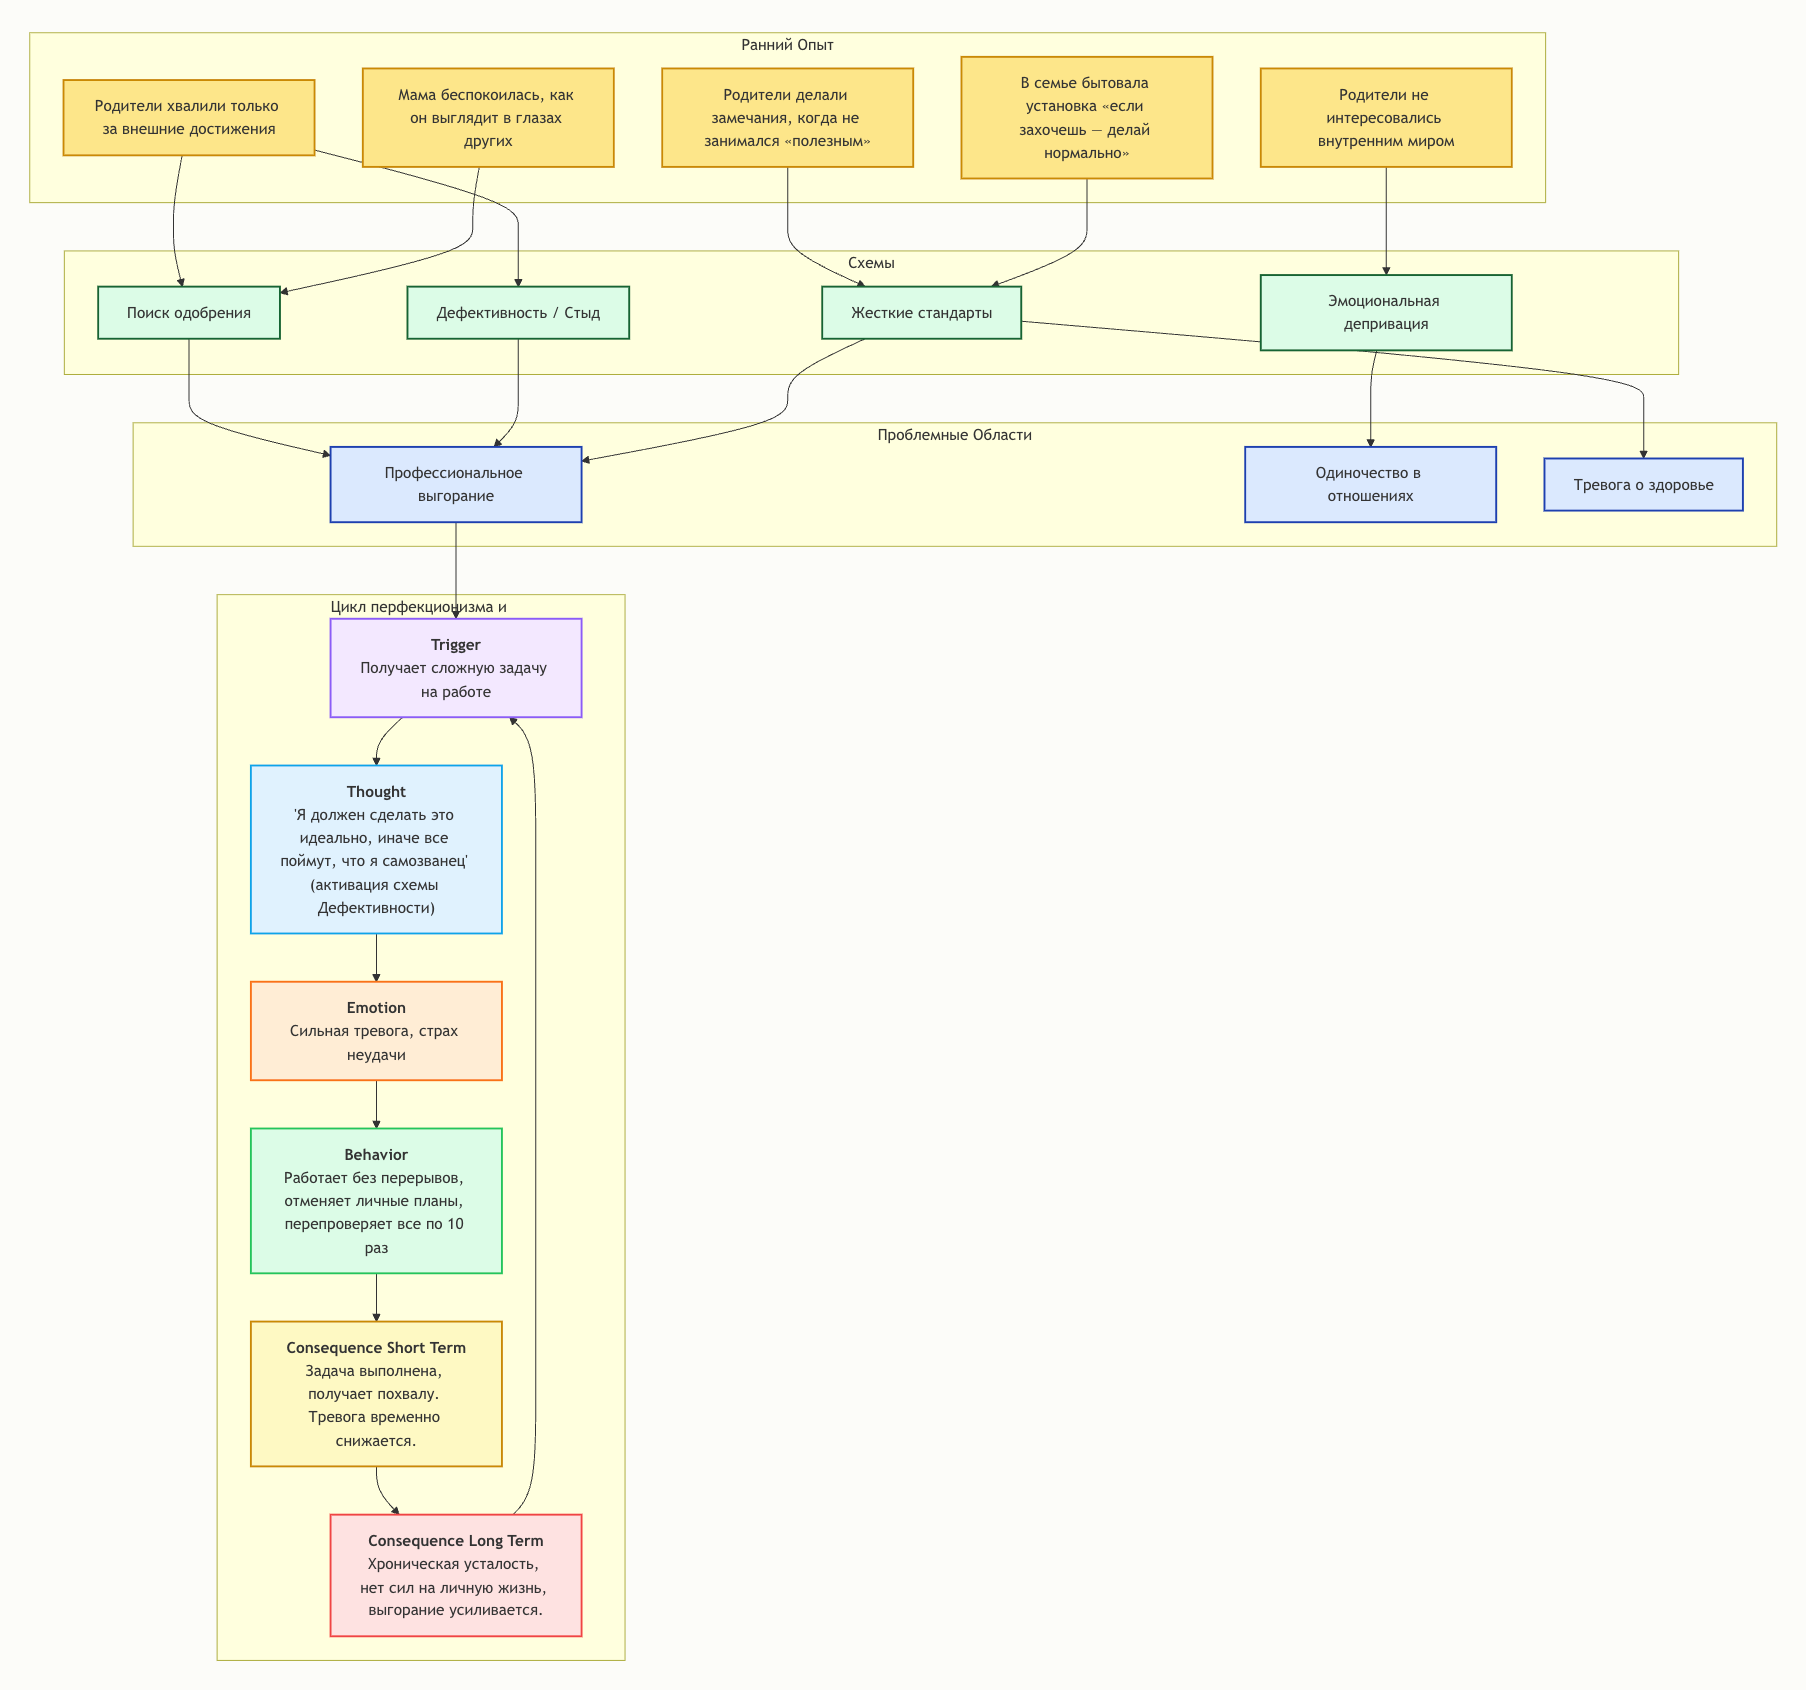 Ранний Опыт
Родители хвалили только
за внешние достижения
Мама беспокоилась, как
он выглядит в глазах
других
Родители делали
замечания, когда не
занимался «полезным»
В семье бытовала
установка «если
захочешь — делай
нормально»
Родители не
интересовались
внутренним миром
Схемы
Поиск одобрения
Дефективность / Стыд
Жесткие стандарты
Эмоциональная
депривация
Проблемные Области
Профессиональное
выгорание
Одиночество в
отношениях
Тревога о здоровье
Цикл перфекционизма и
Trigger
Получает сложную задачу
на работе
Thought
'Я должен сделать это
идеально, иначе все
поймут, что я самозванец'
(активация схемы
Дефективности)
Emotion
Сильная тревога, страх
неудачи
Behavior
Работает без перерывов,
отменяет личные планы,
перепроверяет все по 10
раз
Consequence Short Term
Задача выполнена,
получает похвалу.
Тревога временно
снижается.
Consequence Long Term
Хроническая усталость,
нет сил на личную жизнь,
выгорание усиливается.